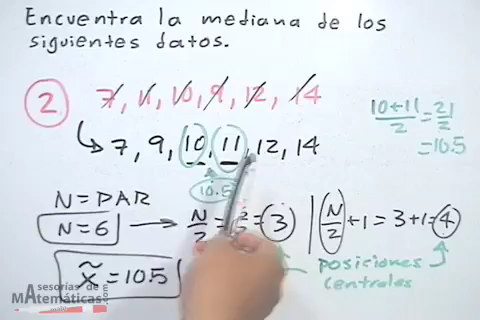 Encuentra la mediana de los
siguientes datos.
2 7, 11, 10, 9, 12, 14
7, 9, 10, 11, 12, 14
10+11/2 = 21/2
=10.5
10.5
N = PAR
N=6 → N/2 = =3 | (N/2)+1=3+1=4
x̃ = 10.5
posiciones
centrales
Asesorías de
Matemáticas
.com